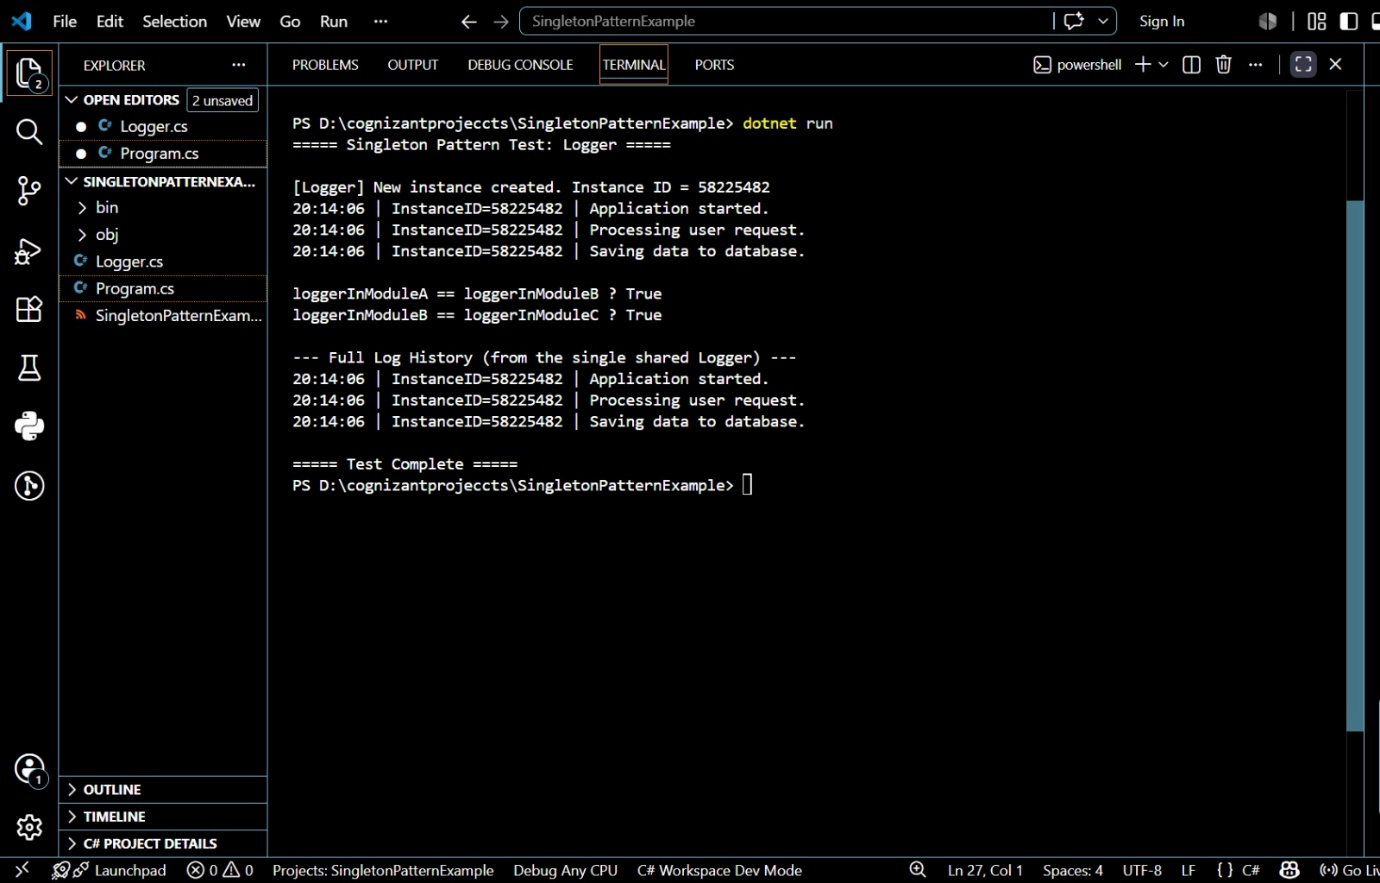 File Edit Selection View Go Run ···
SingletonPatternExample
Sign In
EXPLORER ···
OPEN EDITORS 2 unsaved
Logger.cs
Program.cs
SINGLETONPATTERNEXA...
bin
obj
Logger.cs
Program.cs
SingletonPatternExam...
OUTLINE
TIMELINE
C# PROJECT DETAILS
2
1
PROBLEMS OUTPUT DEBUG CONSOLE TERMINAL PORTS
powershell
PS D:\cognizantprojeccts\SingletonPatternExample> dotnet run
===== Singleton Pattern Test: Logger =====
[Logger] New instance created. Instance ID = 58225482
20:14:06 | InstanceID=58225482 | Application started.
20:14:06 | InstanceID=58225482 | Processing user request.
20:14:06 | InstanceID=58225482 | Saving data to database.
loggerInModuleA == loggerInModuleB ? True
loggerInModuleB == loggerInModuleC ? True
--- Full Log History (from the single shared Logger) ---
20:14:06 | InstanceID=58225482 | Application started.
20:14:06 | InstanceID=58225482 | Processing user request.
20:14:06 | InstanceID=58225482 | Saving data to database.
===== Test Complete =====
PS D:\cognizantprojeccts\SingletonPatternExample>
Launchpad 0 0 Projects: SingletonPatternExample Debug Any CPU C# Workspace Dev Mode Ln 27, Col 1 Spaces: 4 UTF-8 LF { } C# Go Li